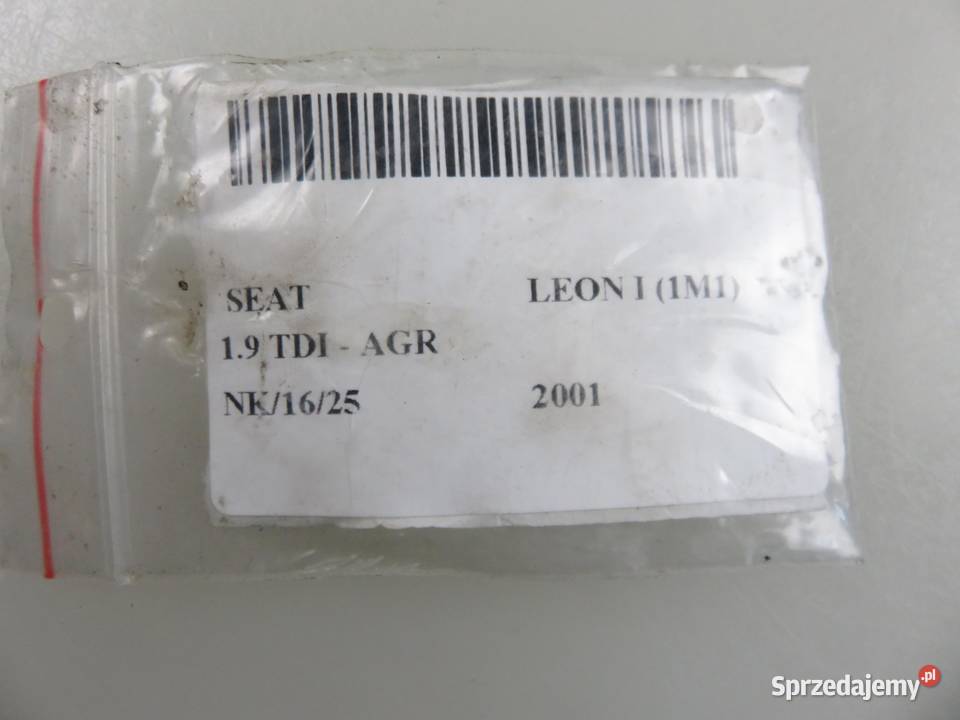 SEAT LEON I (1M1)
1.9 TDI - AGR
NK/16/25 2001
Sprzedajemy.pl